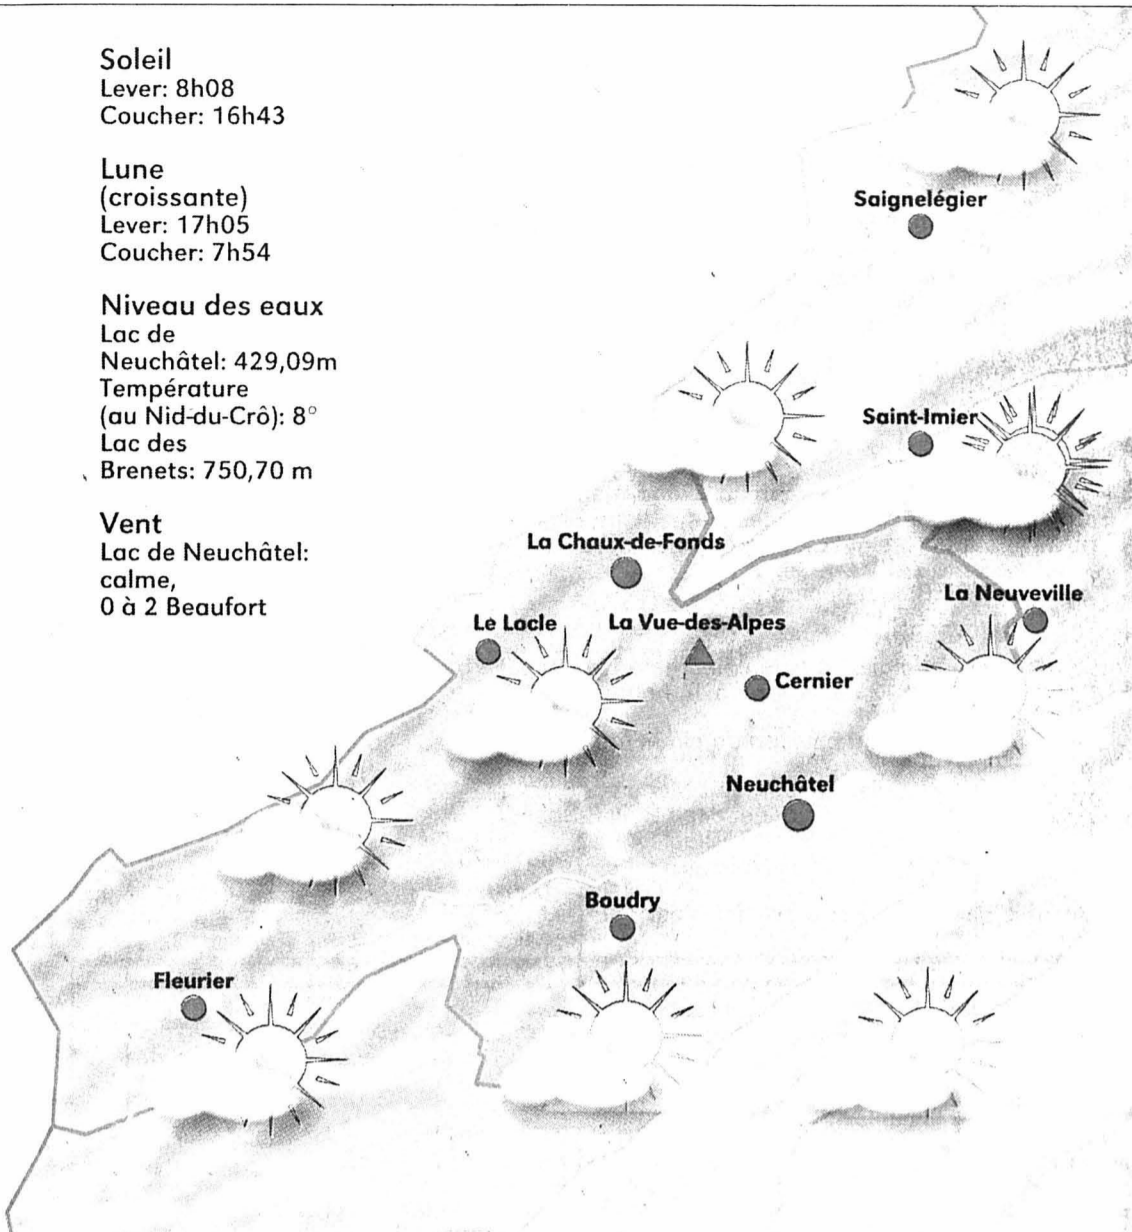 Soleil
Lever: 8h08
Coucher: 16h43
Lune
(croissante)
Lever: 17h05
Coucher: 7h54
Niveau des eaux
Lac de
Neuchâtel: 429,09m
Température
(au Nid-du-Crô): 8°
Lac des
Brenets: 750,70 m
Vent
Lac de Neuchâtel:
calme,
0 à 2 Beaufort
Saignelégier
Saint-Imier
La Chaux-de-Fonds
La Neuveville
Le Locle
La Vue-des-Alpes
Cernier
Neuchâtel
Boudry
Fleurier